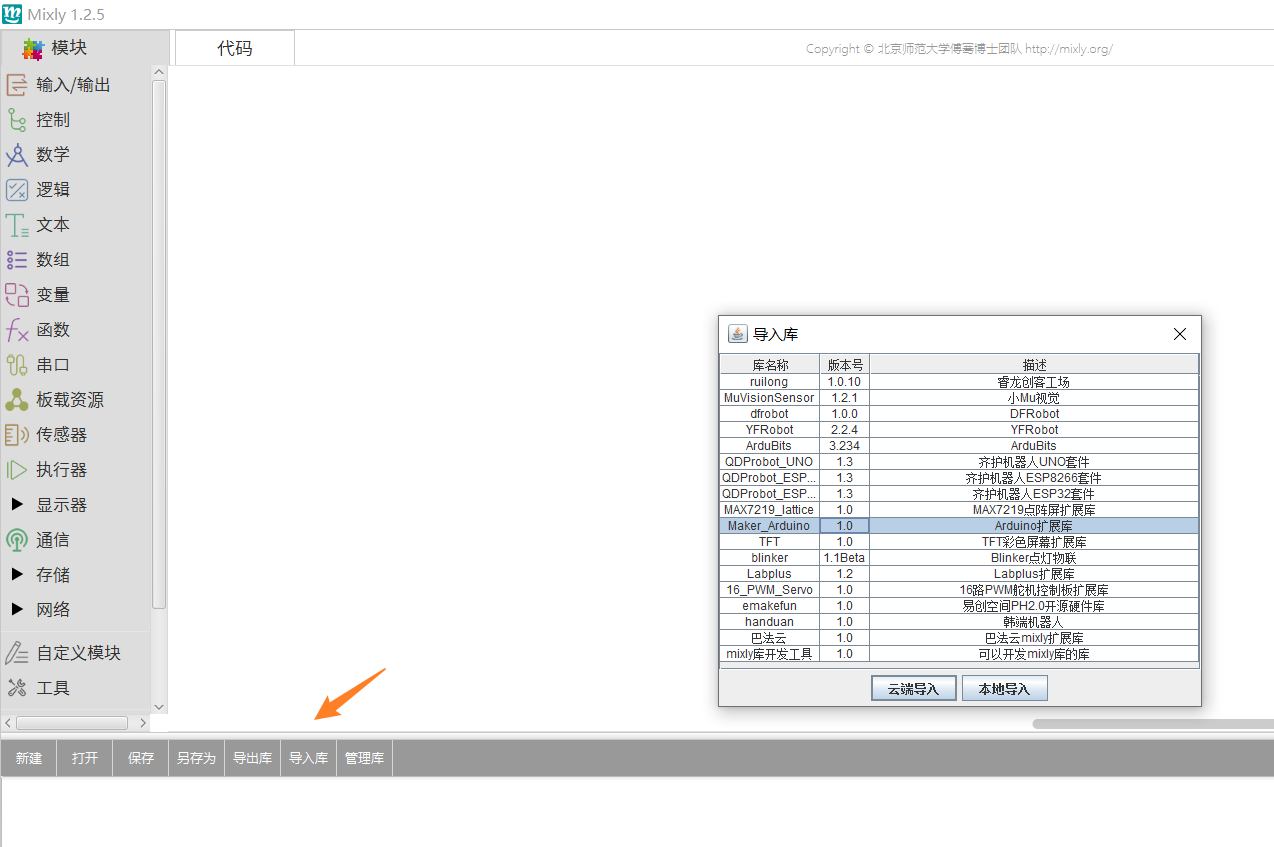 Mixly 1.2.5
模块
代码
Copyright © 北京师范大学傅骞博士团队 http://mixly.org/
输入/输出
控制
数学
逻辑
文本
数组
变量
函数
串口
板载资源
传感器
执行器
显示器
通信
存储
网络
自定义模块
工具
导入库
库名称 版本号 描述
ruilong 1.0.10 睿龙创客工场
MuVisionSensor 1.2.1 小Mu视觉
dfrobot 1.0.0 DFRobot
YFRobot 2.2.4 YFRobot
ArduBits 3.234 ArduBits
QDProbot_UNO 1.3 齐护机器人UNO套件
QDProbot_ESP... 1.3 齐护机器人ESP8266套件
QDProbot_ESP... 1.3 齐护机器人ESP32套件
MAX7219_lattice 1.0 MAX7219点阵屏扩展库
Maker_Arduino 1.0 Arduino扩展库
TFT 1.0 TFT彩色屏幕扩展库
blinker 1.1Beta Blinker点灯物联
Labplus 1.2 Labplus扩展库
16_PWM_Servo 1.0 16路PWM舵机控制板扩展库
emakefun 1.0 易创空间PH2.0开源硬件库
handuan 1.0 韩端机器人
巴法云 1.0 巴法云mixly扩展库
mixly库开发工具 1.0 可以开发mixly库的库
云端导入 本地导入
新建 打开 保存 另存为 导出库 导入库 管理库